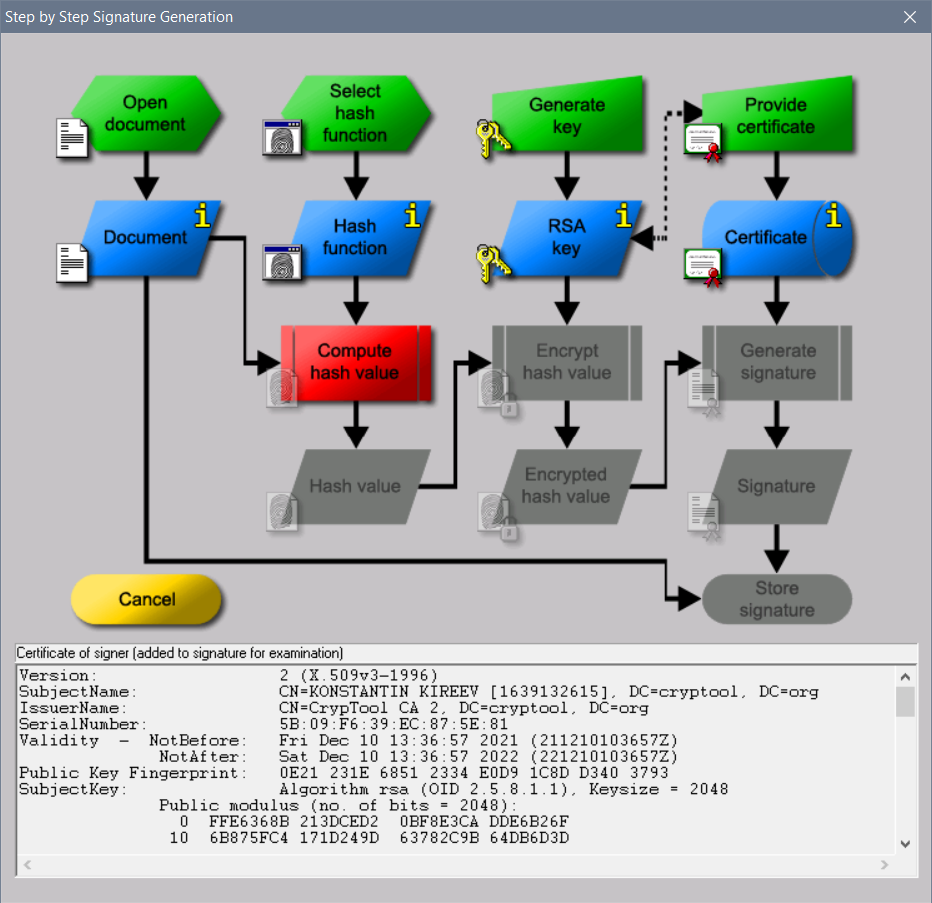 Step by Step Signature Generation
Open
document
Select
hash
function
Generate
key
Provide
certificate
Document
Hash
function
RSA
key
Certificate
Compute
hash value
Encrypt
hash value
Generate
signature
Hash value
Encrypted
hash value
Signature
Cancel
Store
signature
Certificate of signer (added to signature for examination)
Version: 2 (X.509v3-1996)
SubjectName: CN=KONSTANTIN KIREEV [1639132615], DC=cryptool, DC=org
IssuerName: CN=CrypTool CA 2, DC=cryptool, DC=org
SerialNumber: 5B:09:F6:39:EC:87:5E:81
Validity - NotBefore: Fri Dec 10 13:36:57 2021 (211210103657Z)
NotAfter: Sat Dec 10 13:36:57 2022 (221210103657Z)
Public Key Fingerprint: 0E21 231E 6851 2334 E0D9 1C8D D340 3793
SubjectKey: Algorithm rsa (OID 2.5.8.1.1), Keysize = 2048
Public modulus (no. of bits = 2048):
0 FFE6368B 213DCED2 0BF8E3CA DDE6B26F
10 6B875FC4 171D249D 63782C9B 64DB6D3D